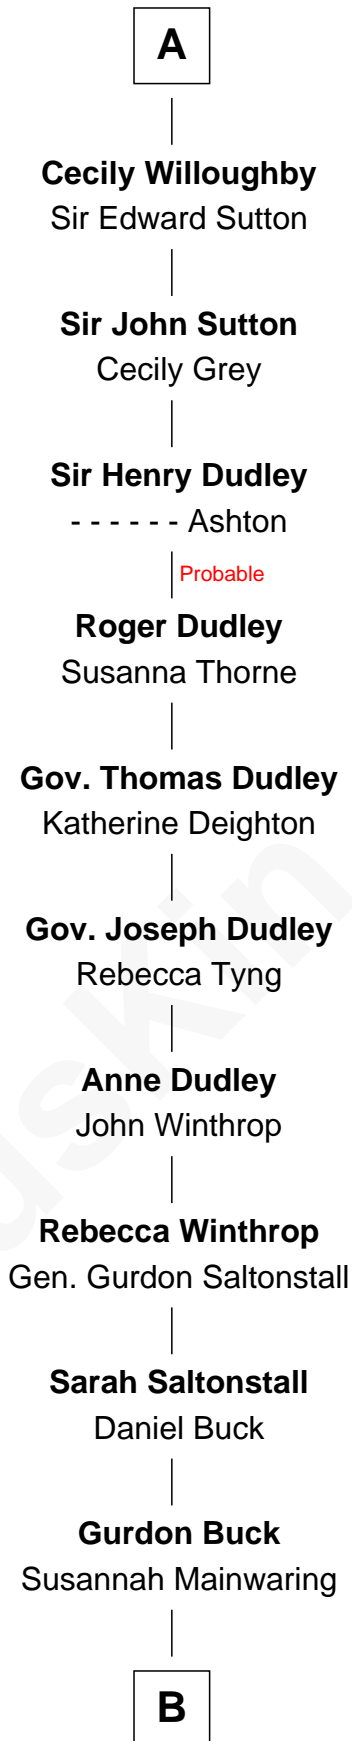 A
Cecily Willoughby
Sir Edward Sutton
Sir John Sutton
Cecily Grey
Sir Henry Dudley
- - - - - - Ashton
Probable
Roger Dudley
Susanna Thorne
Gov. Thomas Dudley
Katherine Deighton
Gov. Joseph Dudley
Rebecca Tyng
Anne Dudley
John Winthrop
Rebecca Winthrop
Gen. Gurdon Saltonstall
Sarah Saltonstall
Daniel Buck
Gurdon Buck
Susannah Mainwaring
B